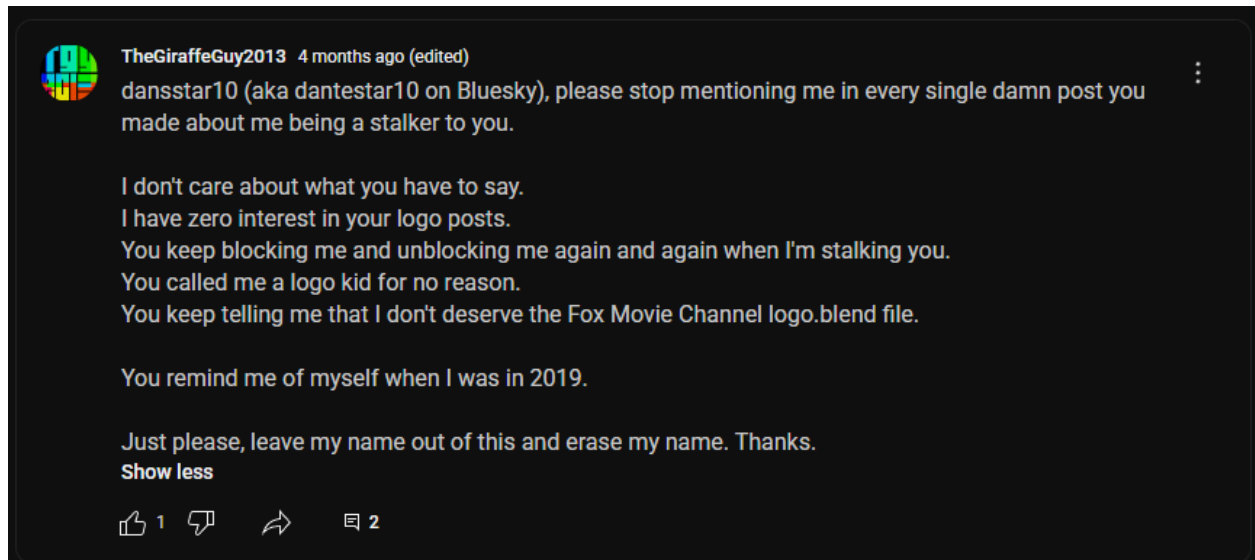 TheGiraffeGuy2013 4 months ago (edited)
dansstar10 (aka dantestar10 on Bluesky), please stop mentioning me in every single damn post you
made about me being a stalker to you.
I don't care about what you have to say.
I have zero interest in your logo posts.
You keep blocking me and unblocking me again and again when I'm stalking you.
You called me a logo kid for no reason.
You keep telling me that I don't deserve the Fox Movie Channel logo.blend file.
You remind me of myself when I was in 2019.
Just please, leave my name out of this and erase my name. Thanks.
Show less
1 2